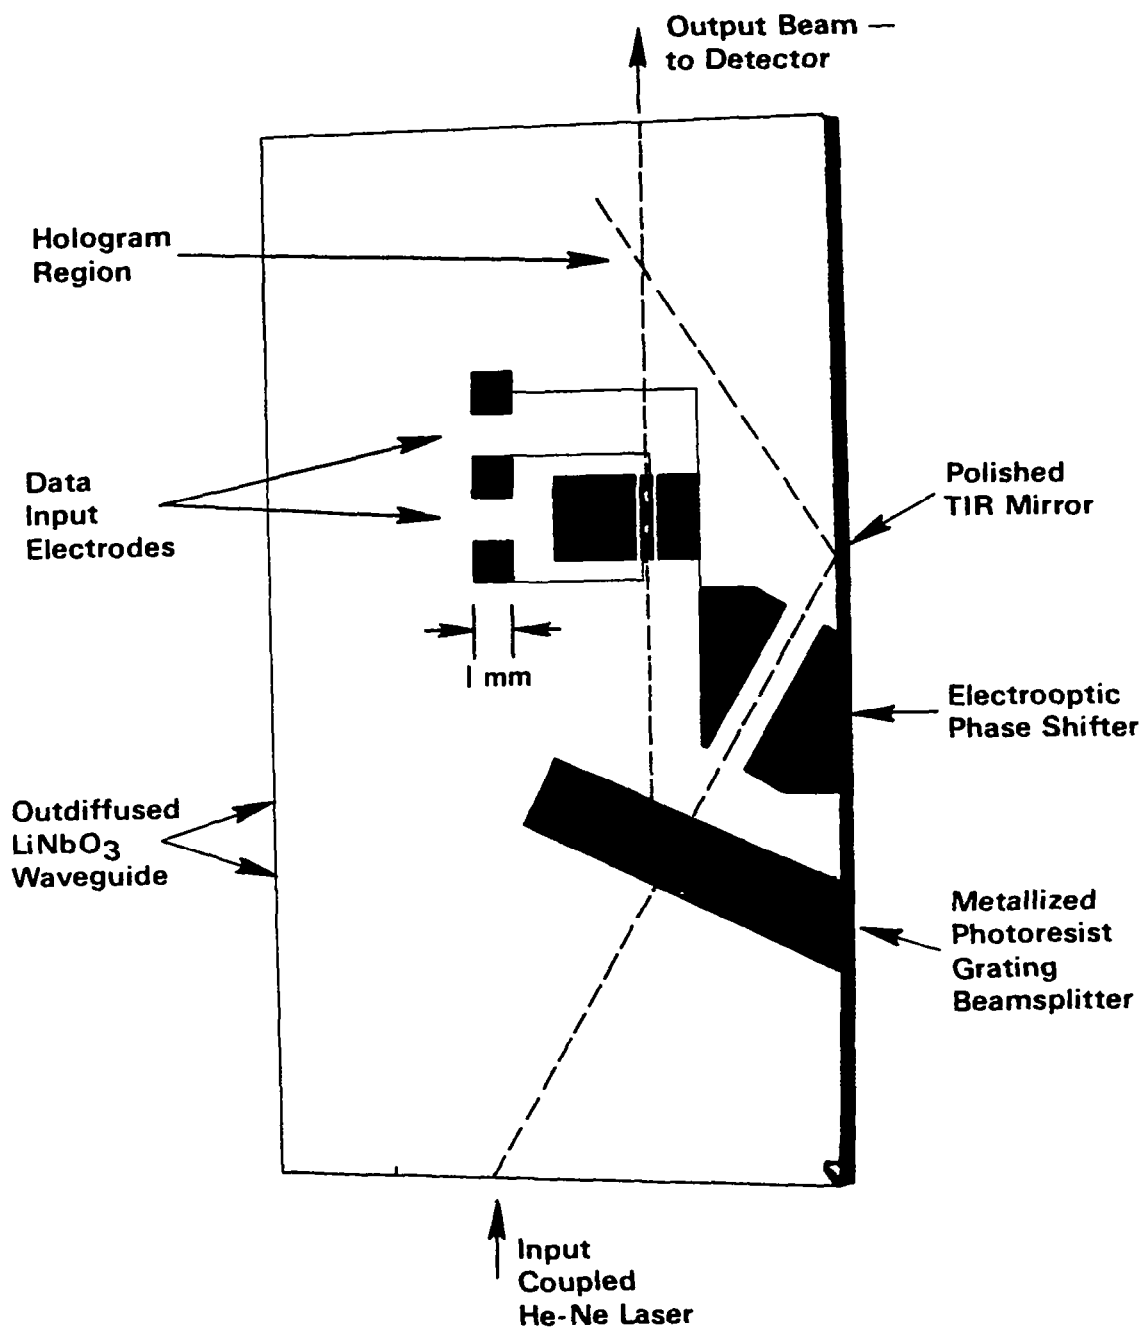 Output Beam —
to Detector
Hologram
Region
Data
Input
Electrodes
Polished
TIR Mirror
1 mm
Electrooptic
Phase Shifter
Outdiffused
LiNbO3
Waveguide
Metallized
Photoresist
Grating
Beamsplitter
Input
Coupled
He-Ne Laser